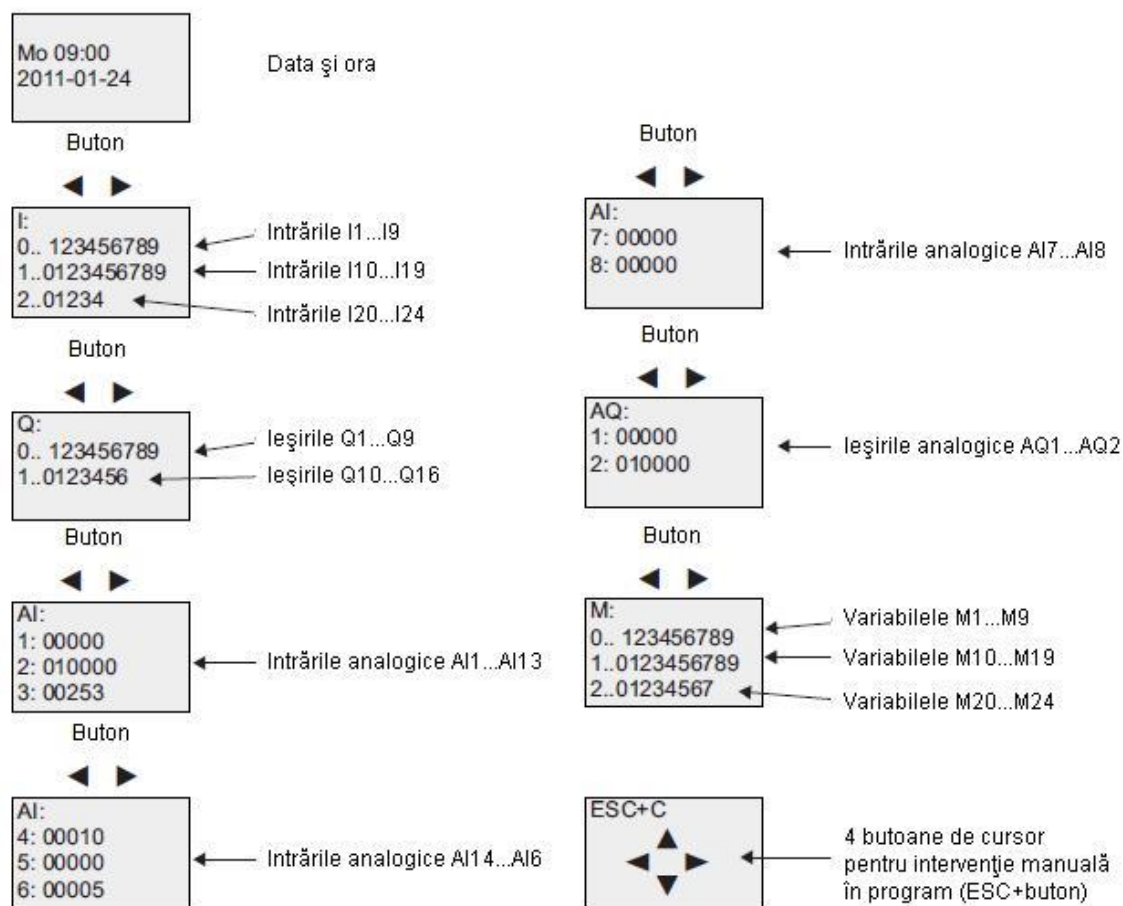 Mo 09:00
2011-01-24
Data şi ora
Buton
I:
0.. 123456789
1..0123456789
2..01234
Intrările I1...I9
Intrările I10...I19
Intrările I20...I24
Buton
Q:
0.. 123456789
1..0123456
Ieşirile Q1...Q9
Ieşirile Q10...Q16
Buton
AI:
1: 00000
2: 010000
3: 00253
Intrările analogice AI1...AI13
Buton
AI:
4: 00010
5: 00000
6: 00005
Intrările analogice AI14...AI6
Buton
AI:
7: 00000
8: 00000
Intrările analogice AI7...AI8
Buton
AQ:
1: 00000
2: 010000
Ieşirile analogice AQ1...AQ2
Buton
M:
0.. 123456789
1..0123456789
2..01234567
Variabilele M1...M9
Variabilele M10...M19
Variabilele M20...M24
ESC+C
4 butoane de cursor
pentru intervenţie manuală
în program (ESC+buton)